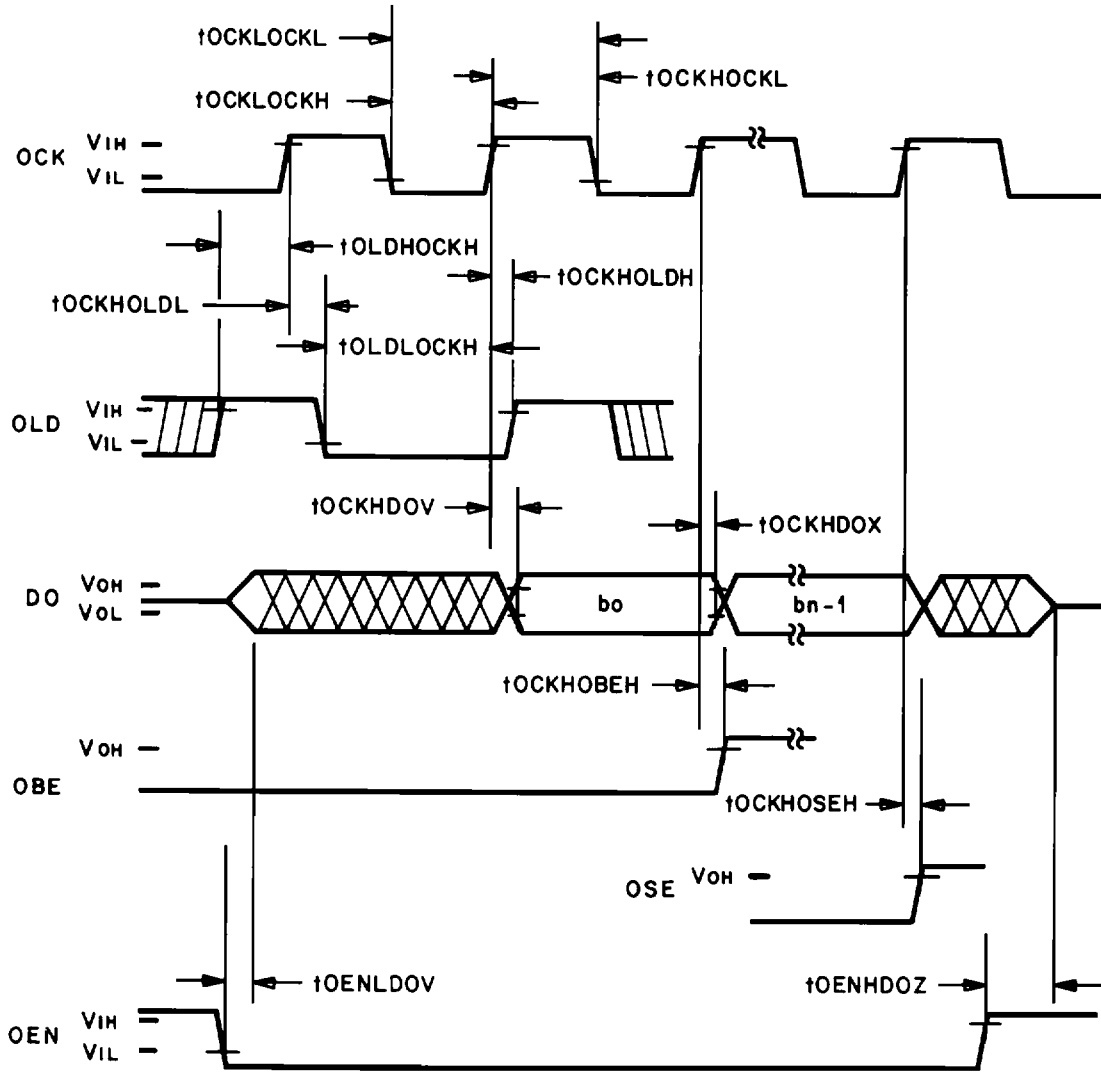 tOCKLOCKL
tOCKHOCKL
tOCKLOCKH
OCK
VIH
VIL
tOLDHOCKH
tOCKHOLDH
tOCKHOLDL
tOLDLOCKH
OLD
VIH
VIL
tOCKHDOV
tOCKHDOX
DO
VOH
VOL
bo
bn-1
tOCKHOBEH
VOH
OBE
tOCKHOSEH
OSE
VOH
tOENLDOV
tOENHDOZ
OEN
VIH
VIL